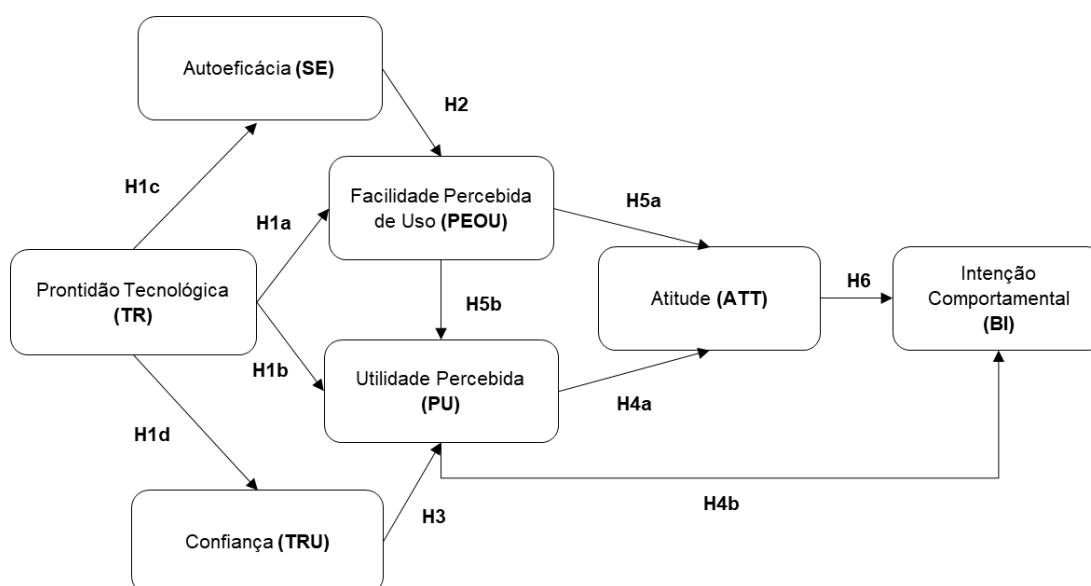 Autoeficácia (SE)
H2
H1c
Facilidade Percebida
de Uso (PEOU)
H1a
H5a
Prontidão Tecnológica
(TR)
H5b
Atitude (ATT)
H6
Intenção
Comportamental
(BI)
H1b
Utilidade Percebida
(PU)
H4a
H1d
H3
H4b
Confiança (TRU)